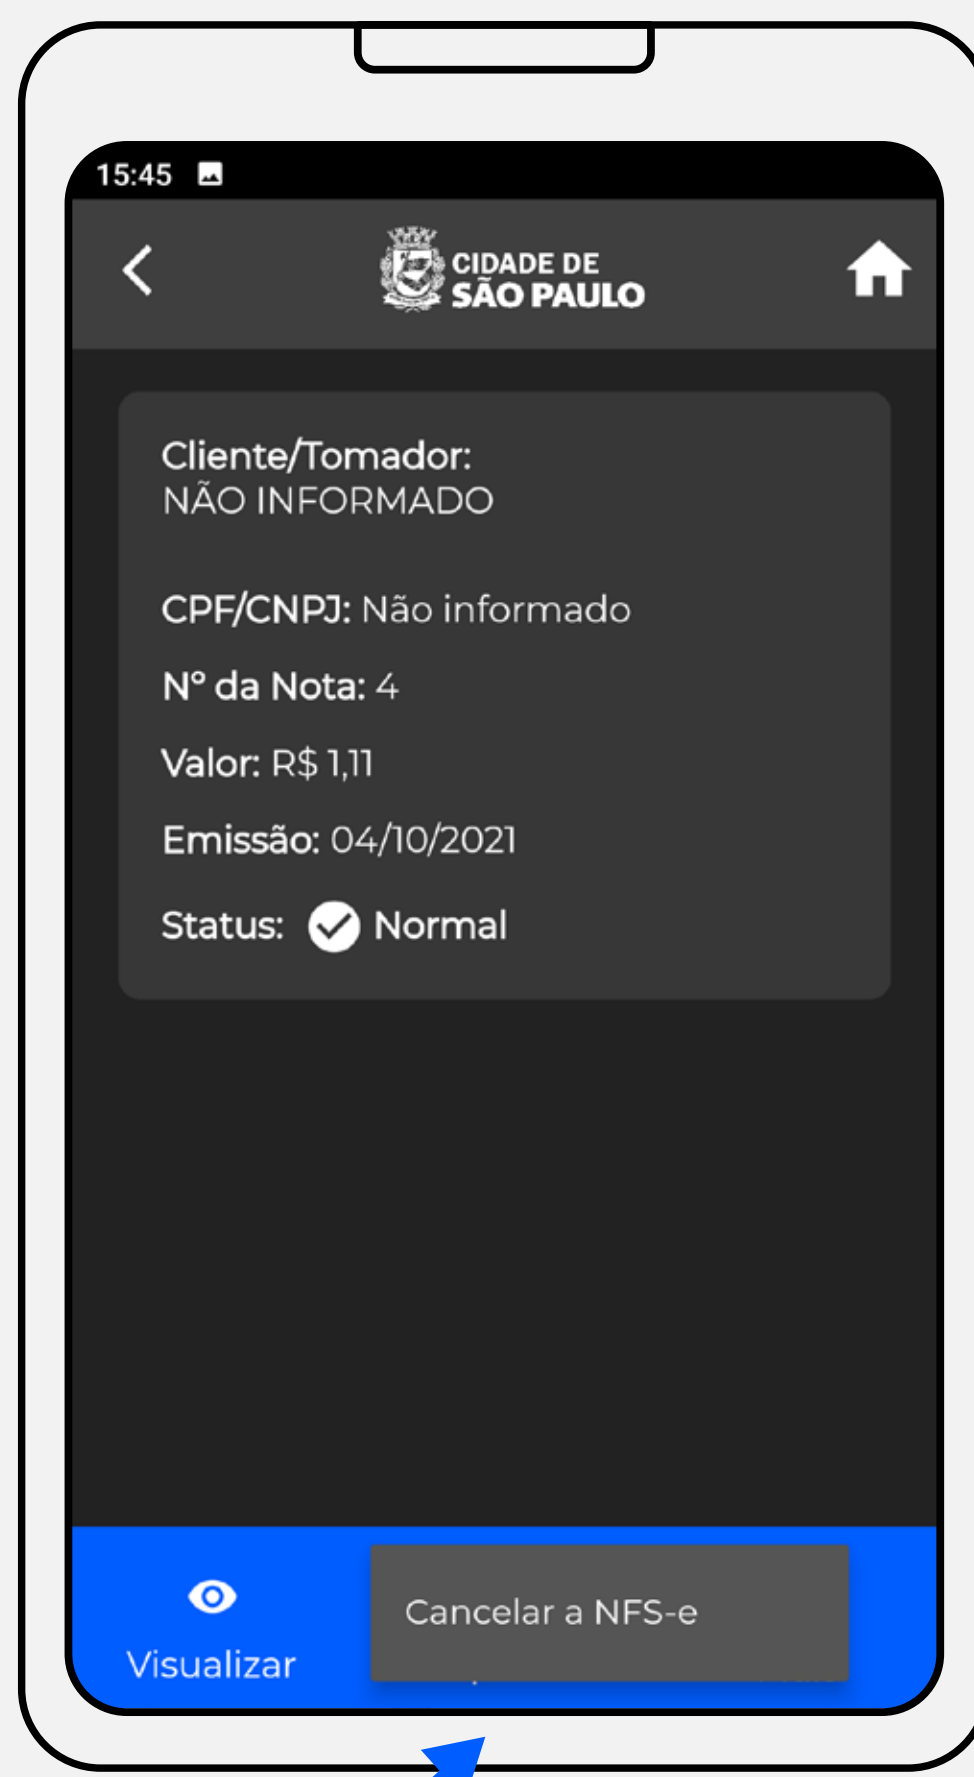 15:45
CIDADE DE
SÃO PAULO
Cliente/Tomador:
NÃO INFORMADO
CPF/CNPJ: Não informado
Nº da Nota: 4
Valor: R$ 1,11
Emissão: 04/10/2021
Status: Normal
Cancelar a NFS-e
Visualizar